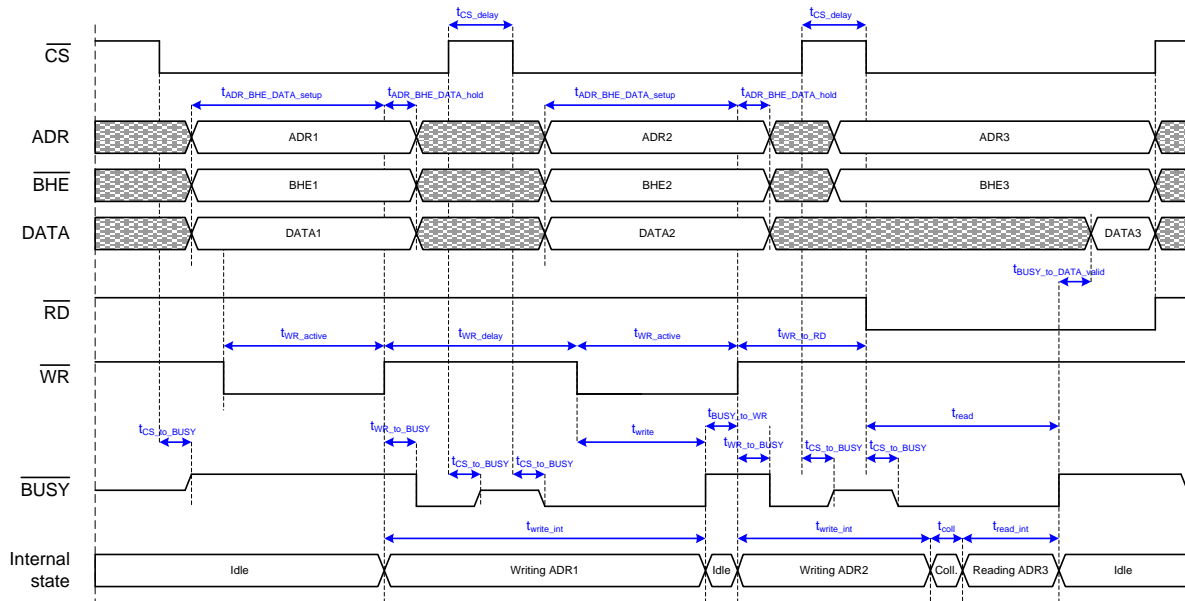 tCS_delay tCS_delay
CS
tADR_BHE_DATA_setup tADR_BHE_DATA_hold tADR_BHE_DATA_setup tADR_BHE_DATA_hold
ADR ADR1 ADR2 ADR3
BHE BHE1 BHE2 BHE3
DATA DATA1 DATA2 DATA3
tBUSY_to_DATA_valid
RD
tWR_active tWR_delay tWR_active tWR_to_RD
WR
tBUSY_to_WR tread
tCS_to_BUSY tWR_to_BUSY twrite tWR_to_BUSY
tCS_to_BUSY tCS_to_BUSY tCS_to_BUSY tCS_to_BUSY
BUSY
twrite_int twrite_int tcoll tread_int
Internal
state
Idle Writing ADR1 Idle Writing ADR2 Coll. Reading ADR3 Idle